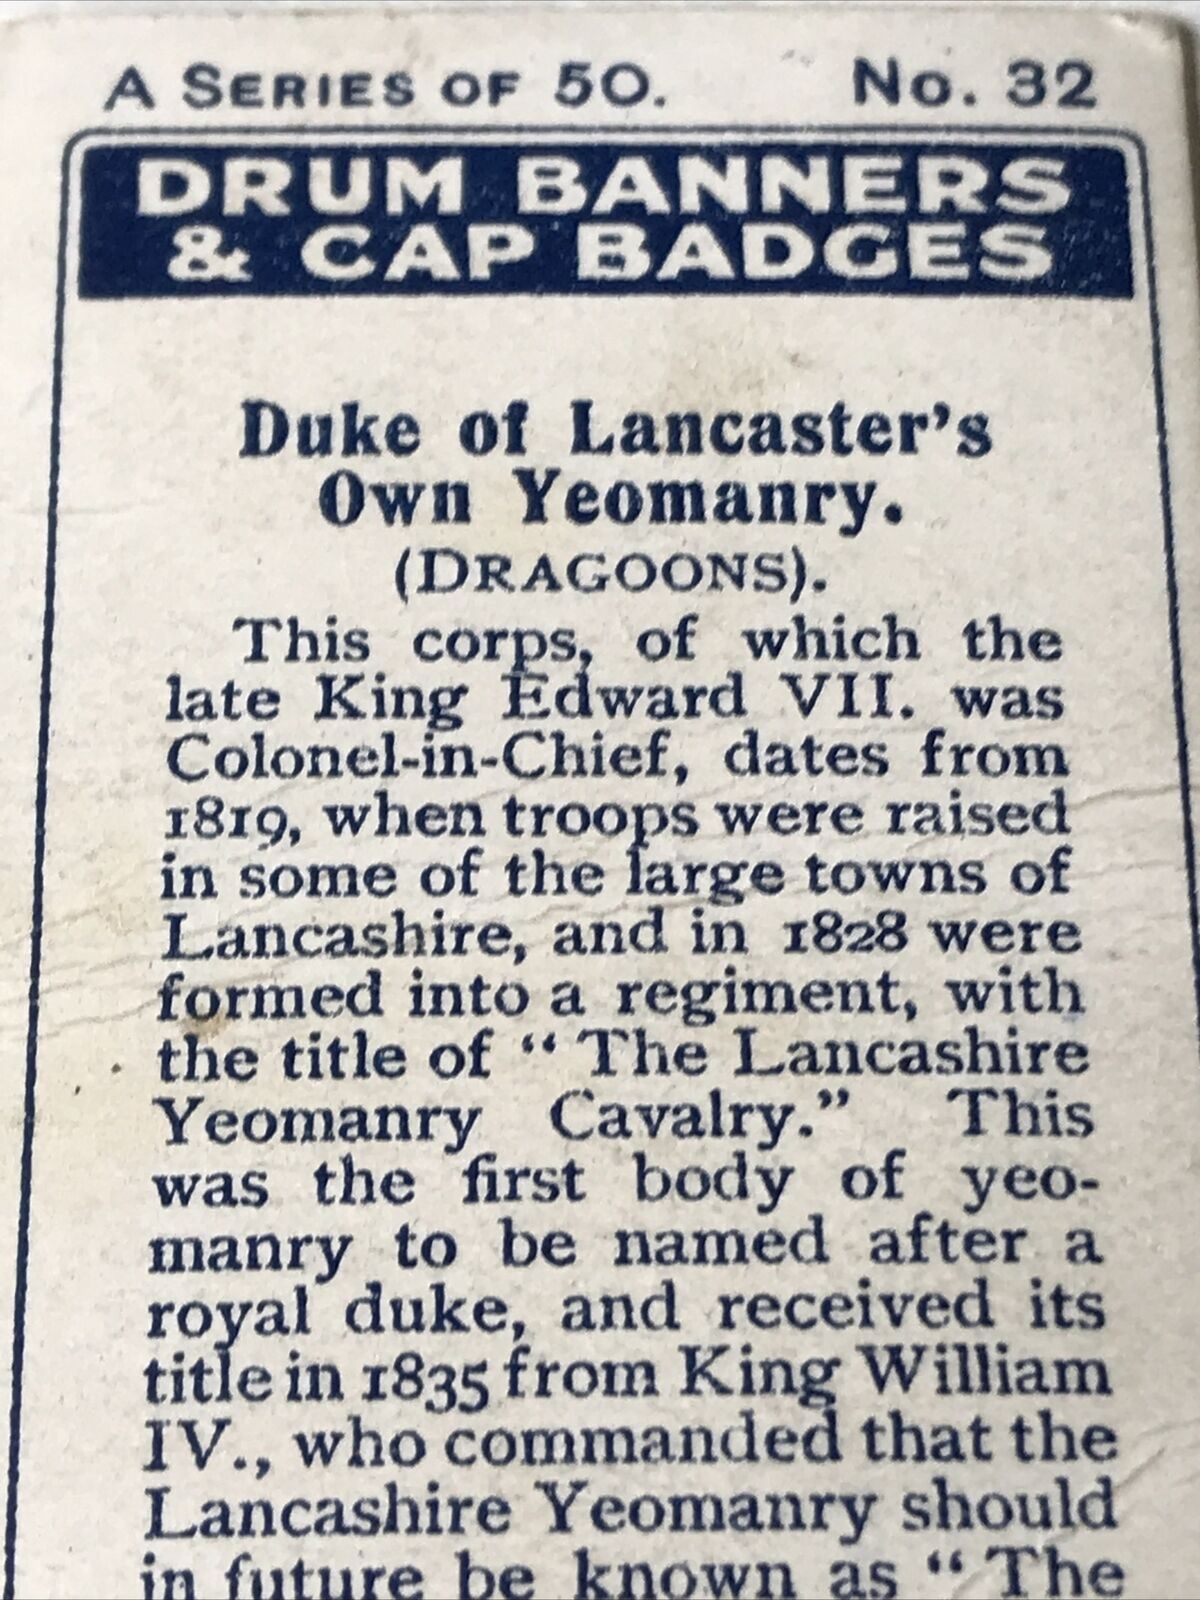 A SERIES OF 50. No. 32
DRUM BANNERS
& CAP BADGES
Duke of Lancaster's
Own Yeomanry.
(DRAGOONS).
This corps, of which the
late King Edward VII. was
Colonel-in-Chief, dates from
1819, when troops were raised
in some of the large towns of
Lancashire, and in 1828 were
formed into a regiment, with
the title of “ The Lancashire
Yeomanry Cavalry.” This
was the first body of yeo-
manry to be named after a
royal duke, and received its
title in 1835 from King William
IV., who commanded that the
Lancashire Yeomanry should
in future be known as “ The